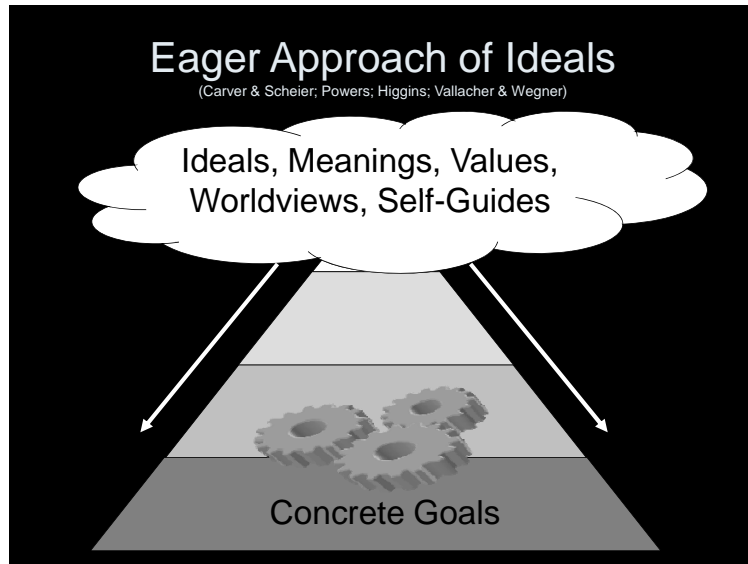 Eager Approach of Ideals
(Carver & Scheier; Powers; Higgins; Vallacher & Wegner)
Ideals, Meanings, Values,
Worldviews, Self-Guides
Concrete Goals